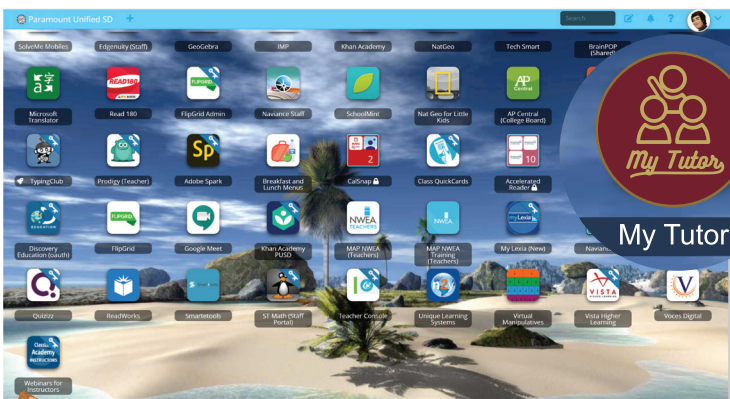 Paramount Unified SD +
Search
?
SolveMe Mobiles
Edgenuity (Staff)
GeoGebra
IMP
Khan Academy
NatGeo
Tech Smart
BrainPOP
(Shared)
a字
READ180
FLIPGRID
AP
Central
Microsoft
Translator
Read 180
FlipGrid Admin
Naviance Staff
SchoolMint
Nat Geo for Little
Kids
AP Central
(College Board)
My Tutor
Sp
2
10
TypingClub
Prodigy (Teacher)
Adobe Spark
Breakfast and
Lunch Menus
CalSnap
Class QuickCards
Accelerated
Reader
My Tutor
EDUCATION
FLIPGRID
NWEA
TEACHERS
NWEA
myLexia
Discovery
Education (oauth)
FlipGrid
Google Meet
Khan Academy
PUSD
MAP NWEA
(Teachers)
MAP NWEA
Training
(Teachers)
My Lexia (New)
n2y
VISTA
HIGHER LEARNING
V
Quizizz
ReadWorks
Smartetools
ST Math (Staff
Portal)
Teacher Console
Unique Learning
Systems
Virtual
Manipulatives
Vista Higher
Learning
Voces Digital
Academy
INSTRUCTORS
Webinars for
Instructors